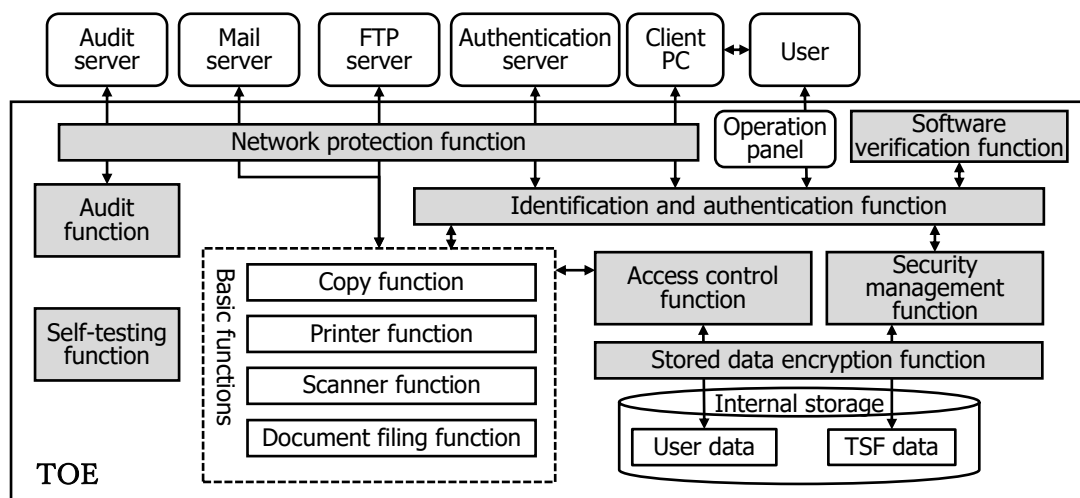 Audit
server
Mail
server
FTP
server
Authentication
server
Client
PC
User
Network protection function
Operation
panel
Software
verification function
Audit
function
Identification and authentication function
Basic functions
Copy function
Printer function
Scanner function
Document filing function
Access control
function
Security
management
function
Self-testing
function
Stored data encryption function
Internal storage
User data
TSF data
TOE